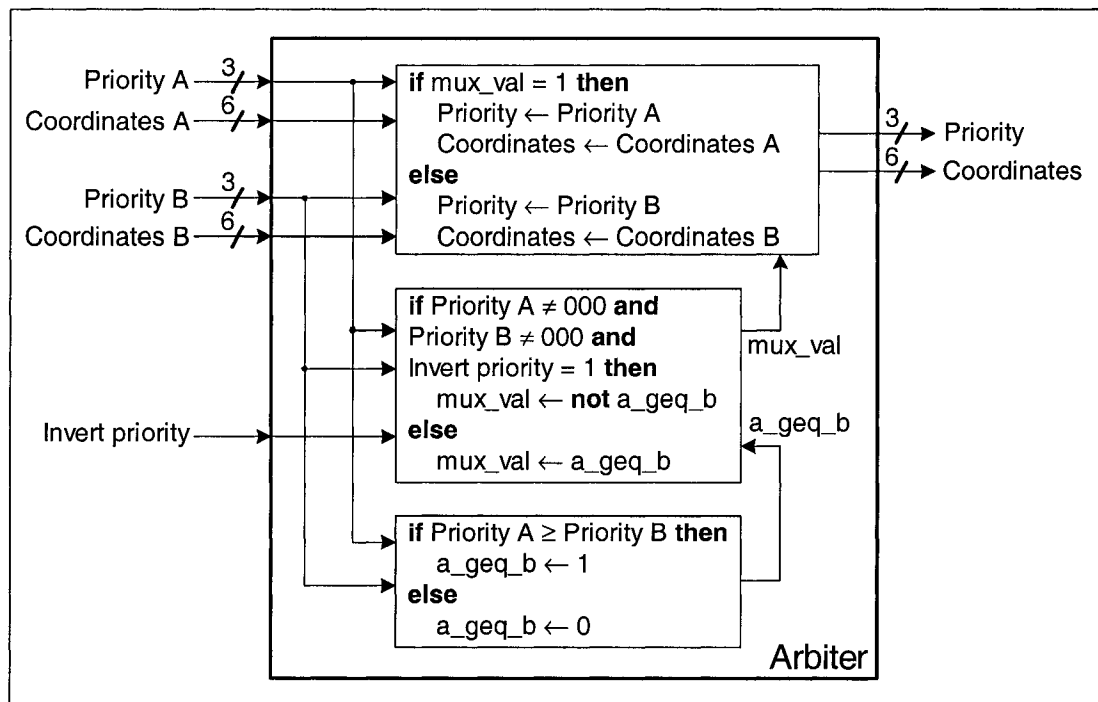 Priority A
3
Coordinates A
6
Priority B
3
Coordinates B
6
Invert priority
if mux_val = 1 then
Priority ← Priority A
Coordinates ← Coordinates A
else
Priority ← Priority B
Coordinates ← Coordinates B
3
Priority
6
Coordinates
if Priority A ≠ 000 and
Priority B ≠ 000 and
Invert priority = 1 then
mux_val ← not a_geq_b
else
mux_val ← a_geq_b
mux_val
a_geq_b
if Priority A ≥ Priority B then
a_geq_b ← 1
else
a_geq_b ← 0
Arbiter